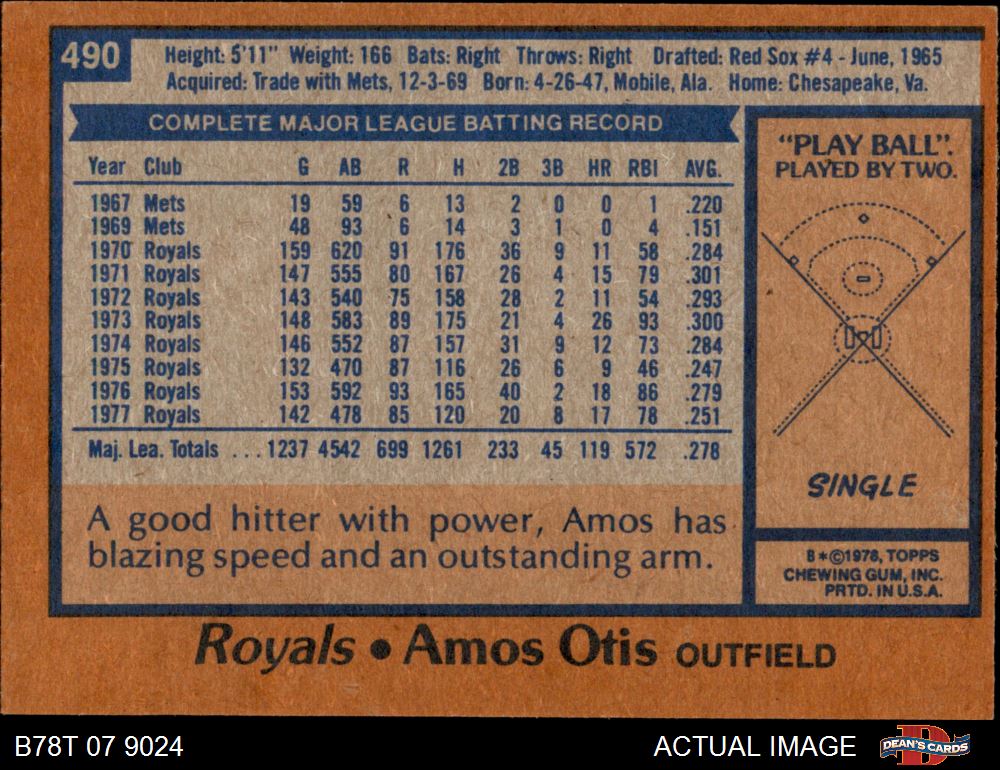 490
Height: 5'11" Weight: 166 Bats: Right Throws: Right Drafted: Red Sox #4 - June, 1965
Acquired: Trade with Mets, 12-3-69 Born: 4-26-47, Mobile, Ala. Home: Chesapeake, Va.
COMPLETE MAJOR LEAGUE BATTING RECORD
Year Club G AB R H 2B 3B HR RBI AVG.
1967 Mets 19 59 6 13 2 0 0 1 .220
1969 Mets 48 93 6 14 3 1 0 4 .151
1970 Royals 159 620 91 176 36 9 11 58 .284
1971 Royals 147 555 80 167 26 4 15 79 .301
1972 Royals 143 540 75 158 28 2 11 54 .293
1973 Royals 148 583 89 175 21 4 26 93 .300
1974 Royals 146 552 87 157 31 9 12 73 .284
1975 Royals 132 470 87 116 26 6 9 46 .247
1976 Royals 153 592 93 165 40 2 18 86 .279
1977 Royals 142 478 85 120 20 8 17 78 .251
Maj. Lea. Totals ...1237 4542 699 1261 233 45 119 572 .278
A good hitter with power, Amos has
blazing speed and an outstanding arm.
"PLAY BALL".
PLAYED BY TWO.
SINGLE
B*©1978, TOPPS
CHEWING GUM, INC.
PRTD. IN U.S.A.
Royals • Amos Otis OUTFIELD
B78T 07 9024
ACTUAL IMAGE
DEAN'S CARDS